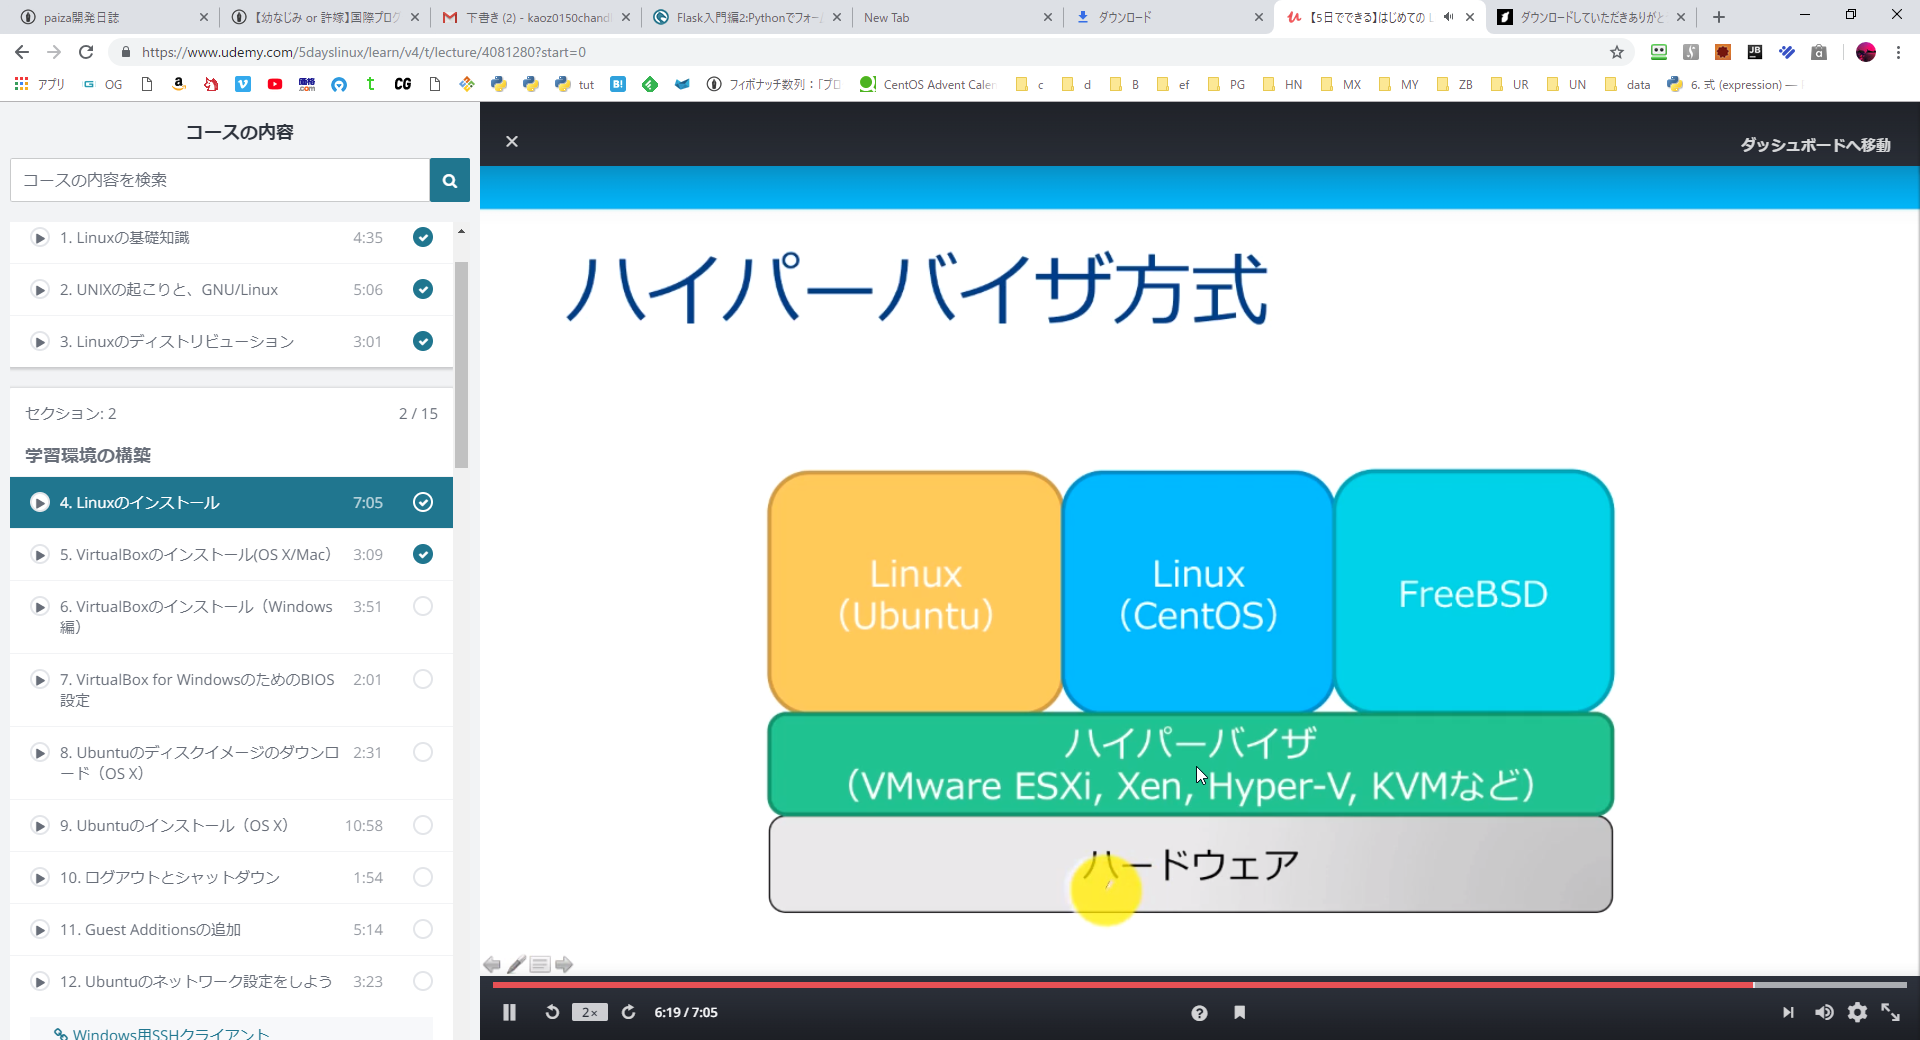 paiza開発日誌
【幼なじみ or 許嫁】国際プログ
下書き (2) - kaoz0150chand
Flask入門編2:Pythonでフォー
New Tab
ダウンロード
【5日でできる】はじめての L
ダウンロードしていただきありがと
https://www.udemy.com/5dayslinux/learn/v4/t/lecture/4081280?start=0
アプリ
OG
価格.com
CG
tut
B!
フィボナッチ数列：「プロ
CentOS Advent Calen
c
d
B
ef
PG
HN
MX
MY
ZB
UR
UN
data
6. 式 (expression) —
コースの内容
コースの内容を検索
1. Linuxの基礎知識 4:35
2. UNIXの起こりと、GNU/Linux 5:06
3. Linuxのディストリビューション 3:01
セクション: 2 2 / 15
学習環境の構築
4. Linuxのインストール 7:05
5. VirtualBoxのインストール(OS X/Mac) 3:09
6. VirtualBoxのインストール（Windows 3:51
編）
7. VirtualBox for WindowsのためのBIOS 2:01
設定
8. Ubuntuのディスクイメージのダウンロ 2:31
ード（OS X）
9. Ubuntuのインストール（OS X） 10:58
10. ログアウトとシャットダウン 1:54
11. Guest Additionsの追加 5:14
12. Ubuntuのネットワーク設定をしよう 3:23
Windows用SSHクライアント
ダッシュボードへ移動
ハイパーバイザ方式
Linux
（Ubuntu）
Linux
（CentOS）
FreeBSD
ハイパーバイザ
（VMware ESXi, Xen, Hyper-V, KVMなど）
ハードウェア
2×
6:19 / 7:05